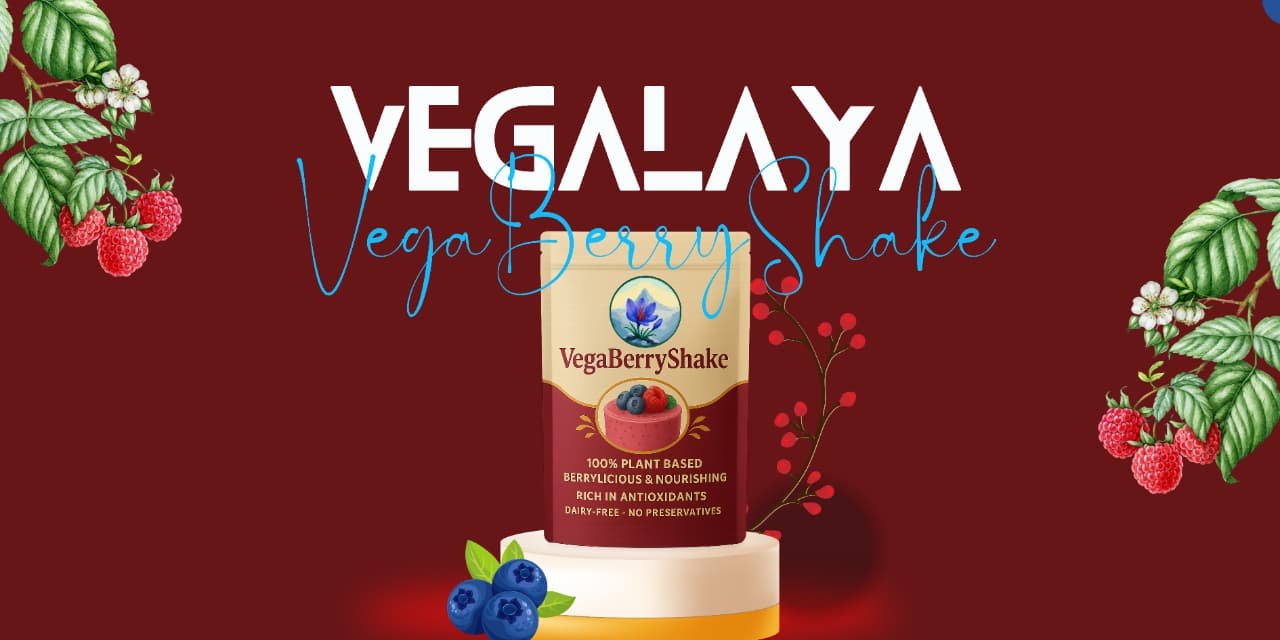 VEGALAYA
VegaBerryShake
VegaBerryShake
100% PLANT BASED
BERRYLICIOUS & NOURISHING
RICH IN ANTIOXIDANTS
DAIRY-FREE - NO PRESERVATIVES